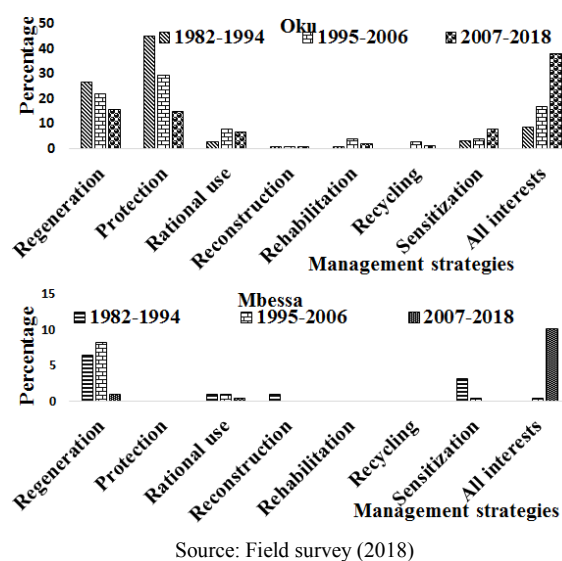 Oku
1982-1994 1995-2006 2007-2018
Percentage
50
40
30
20
10
0
Regeneration
Protection
Rational use
Reconstruction
Rehabilitation
Recycling
Sensitization
All interests
Management strategies
Mbessa
1982-1994 1995-2006 2007-2018
Percentage
15
10
5
0
Regeneration
Protection
Rational use
Reconstruction
Rehabilitation
Recycling
Sensitization
All interests
Management strategies
Source: Field survey (2018)